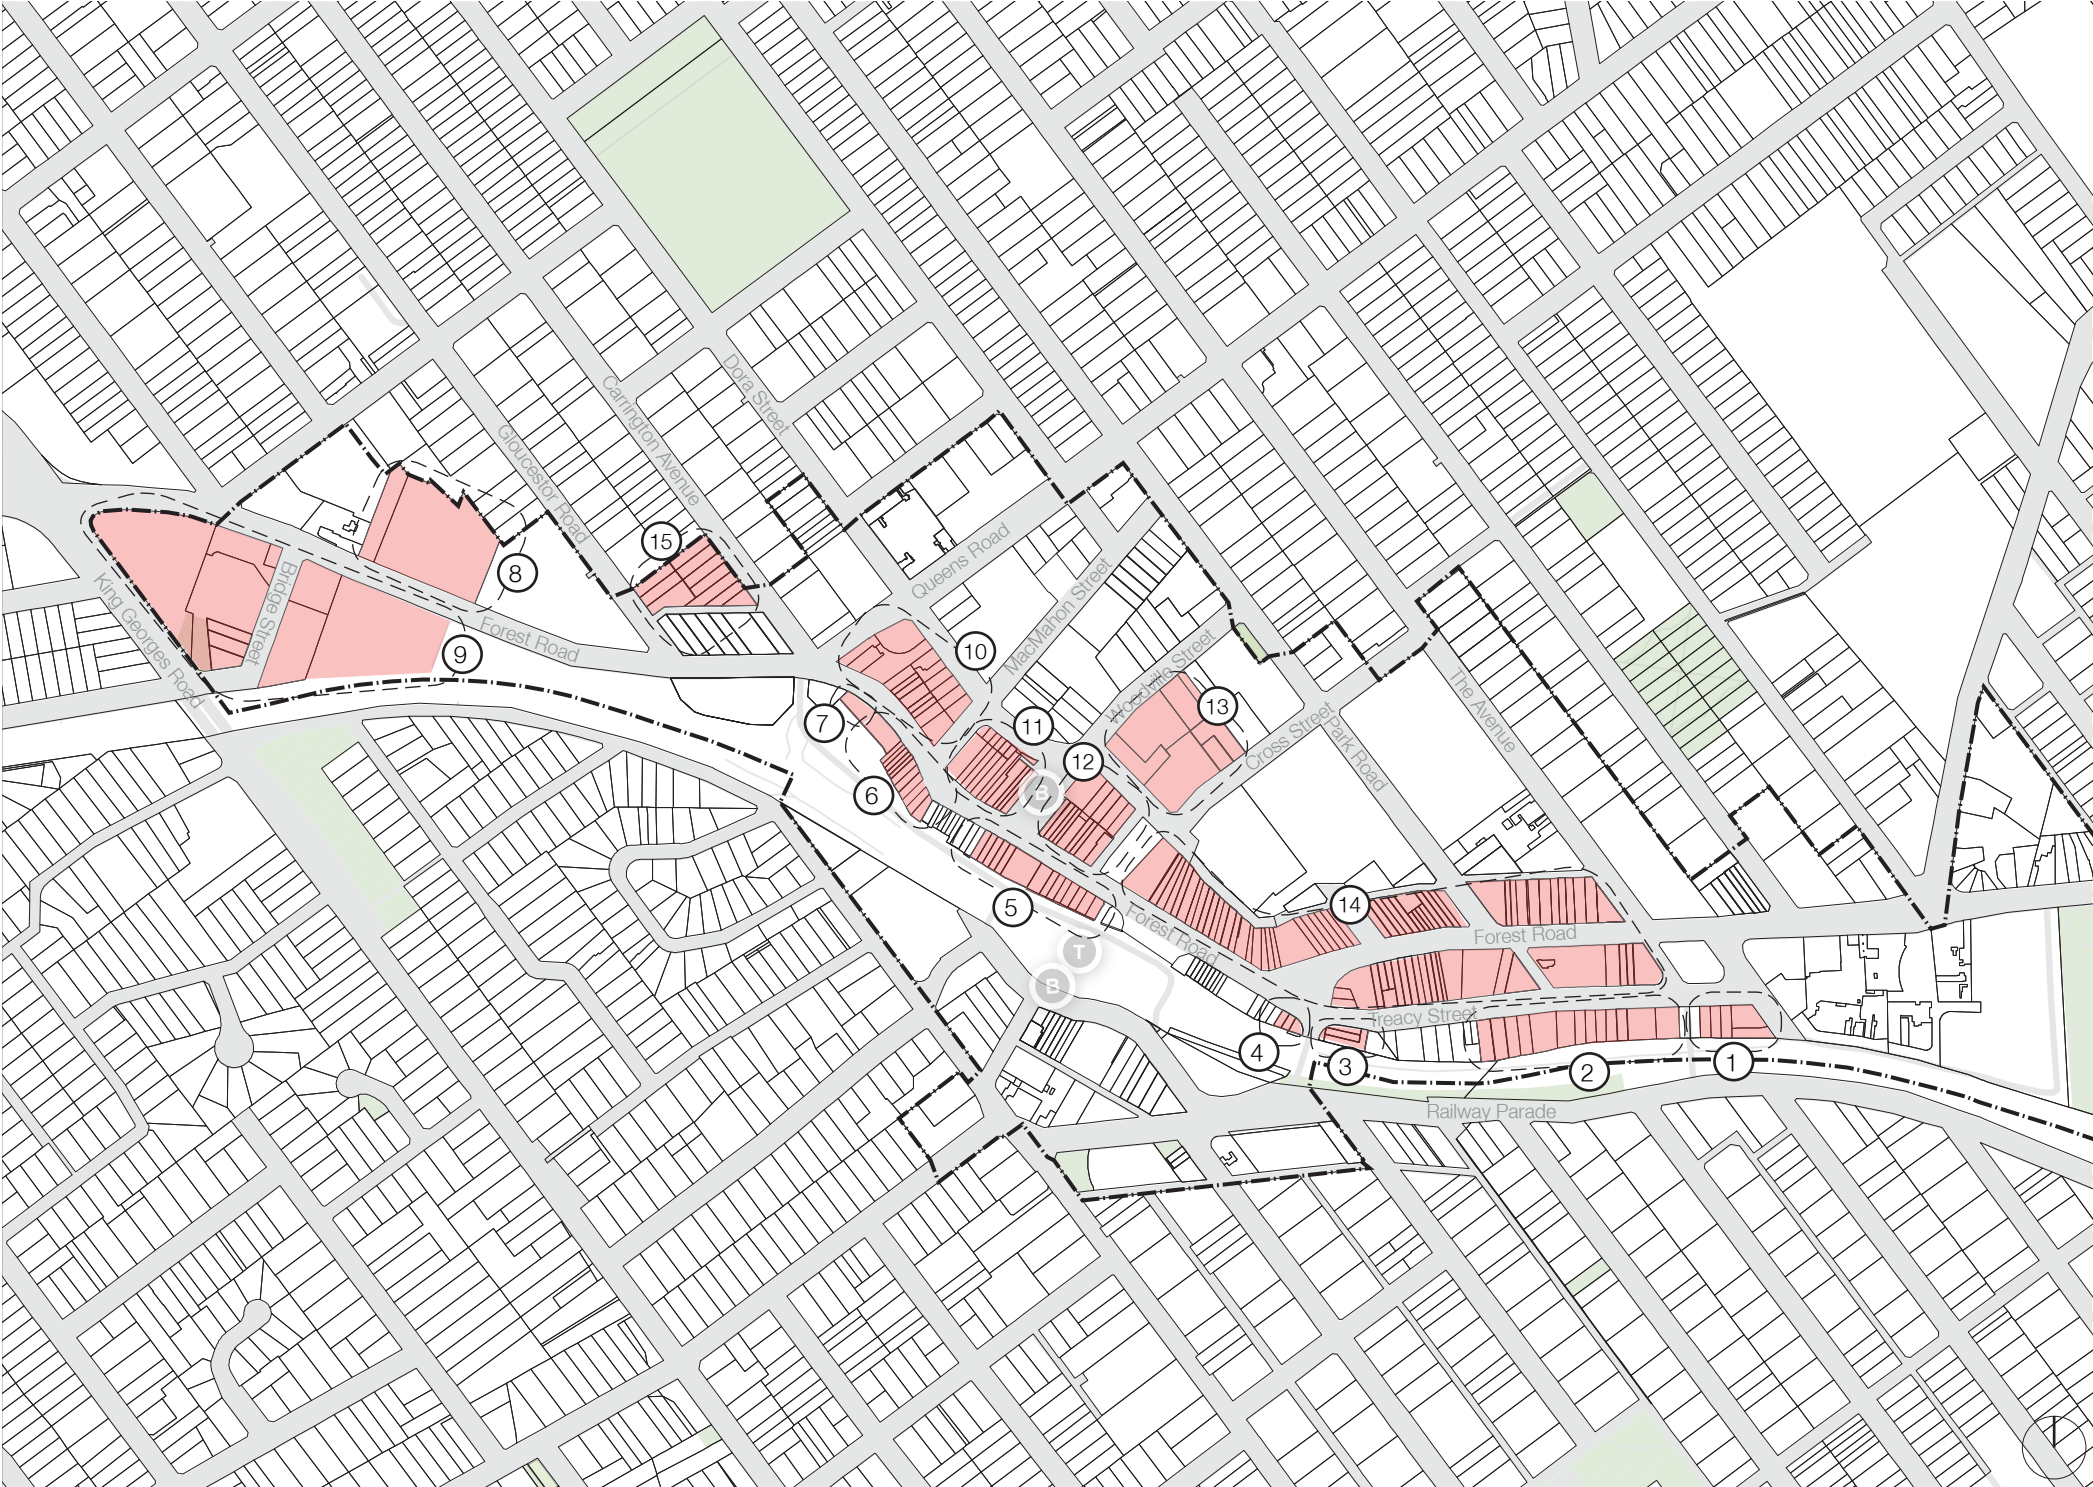 Dora Street
Carrington Avenue
Gloucestor Road
15
8
Queens Road
MacMahon Street
Bridge Street
King Georges Road
Forest Road
9
10
Woodville Street
The Avenue
13
7
11
Cross Street
Park Road
12
6
B
5
14
Forest Road
Forest Road
T
B
Treacy Street
4
3
2
1
Railway Parade